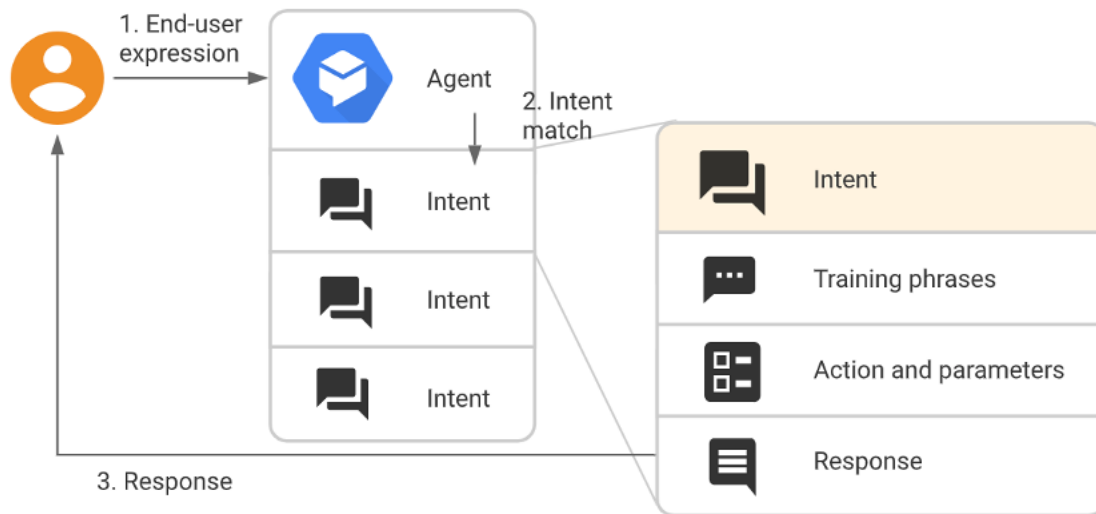 1. End-user
expression
Agent
2. Intent
match
Intent
Intent
Intent
Intent
Training phrases
Action and parameters
Response
3. Response